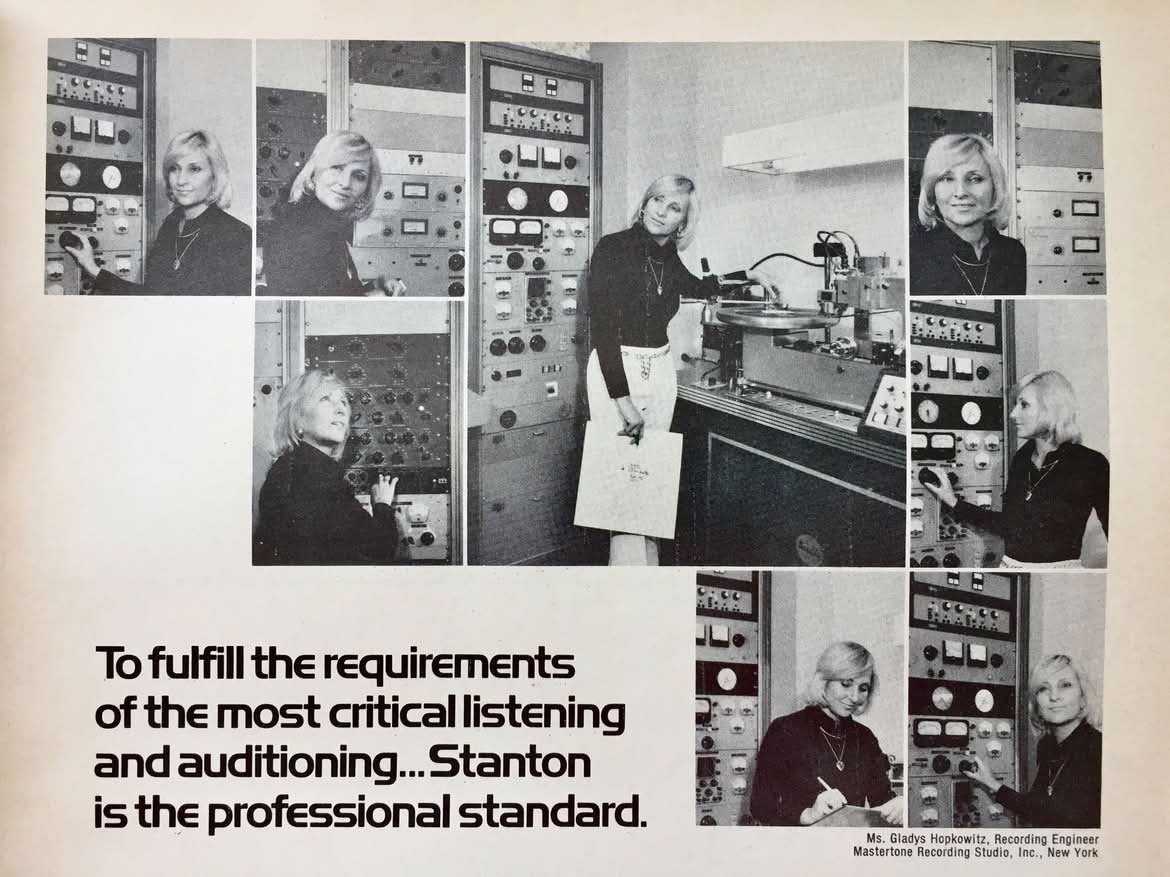 To fulfill the requirements
of the most critical listening
and auditioning...Stanton
is the professional standard.
Ms. Gladys Hopkowitz, Recording Engineer
Mastertone Recording Studio, Inc., New York